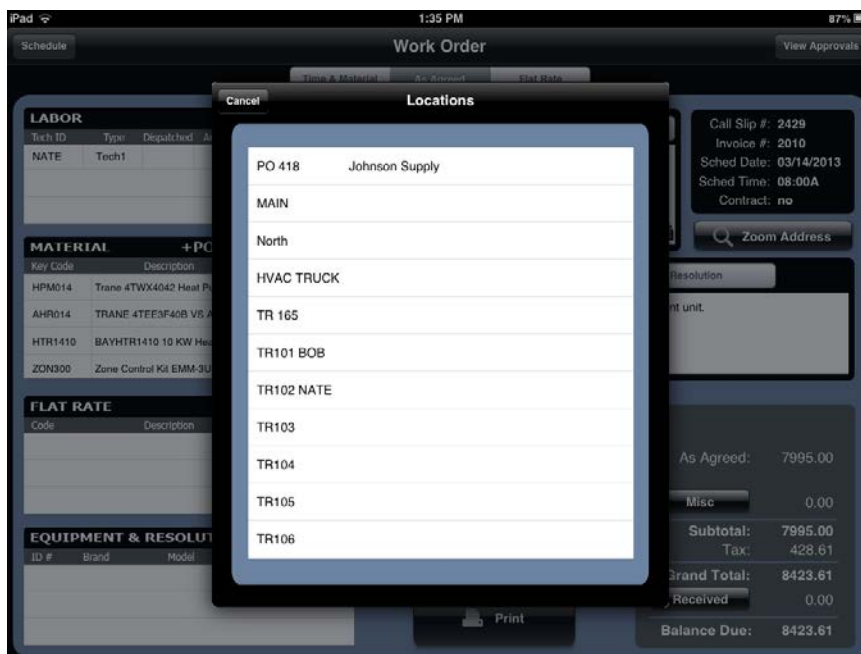 iPad 1:35 PM 87%
Schedule Work Order View Approvals
Time & Material As Agreed Flat Rate
Cancel Locations
PO 418 Johnson Supply
MAIN
North
HVAC TRUCK
TR 165
TR101 BOB
TR102 NATE
TR103
TR104
TR105
TR106
LABOR
Tech ID Type Dispatched
NATE Tech1
MATERIAL +PO
Key Code Description
HPM014 Trane 4TWX4042 Heat
AHR014 TRANE 4TEE3F40B VS
HTR1410 BAYHTR1410 10 KW
ZON300 Zone Control Kit EMM-3U
FLAT RATE
Code Description
EQUIPMENT &
ID # Brand Model
Call Slip #: 2429
Invoice #: 2010
Sched Date: 03/14/2013
Sched Time: 08:00A
Contract: no
Zoom Address
Resolution
unit.
As Agreed: 7995.00
Misc 0.00
Subtotal: 7995.00
Tax: 428.61
Grand Total: 8423.61
Received 0.00
Balance Due: 8423.61
Print